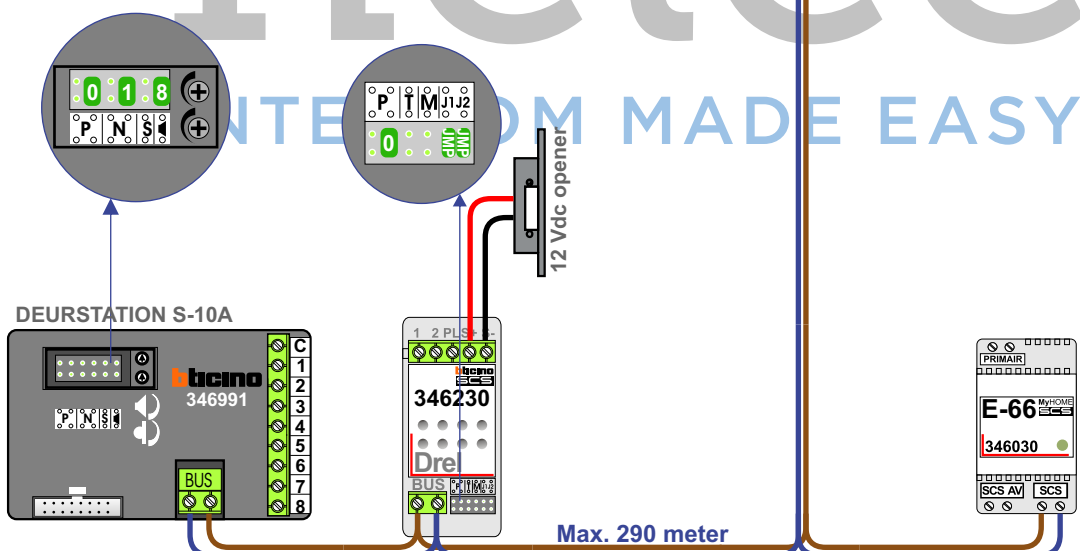 INTERCOM MADE EASY
0 1 8
P N S
P T M J1 J2
0 JMP JMP
12 Vdc opener
DEURSTATION S-10A
bticino
346991
P N S
BUS
C
1
2
3
4
5
6
7
8
1 2 PL S+ S-
bticino
SCS
346230
Drel
BUS
P T M J1 J2
Max. 290 meter
PRIMAIR
E-66 MyHOME
SCS
346030
SCS AV SCS